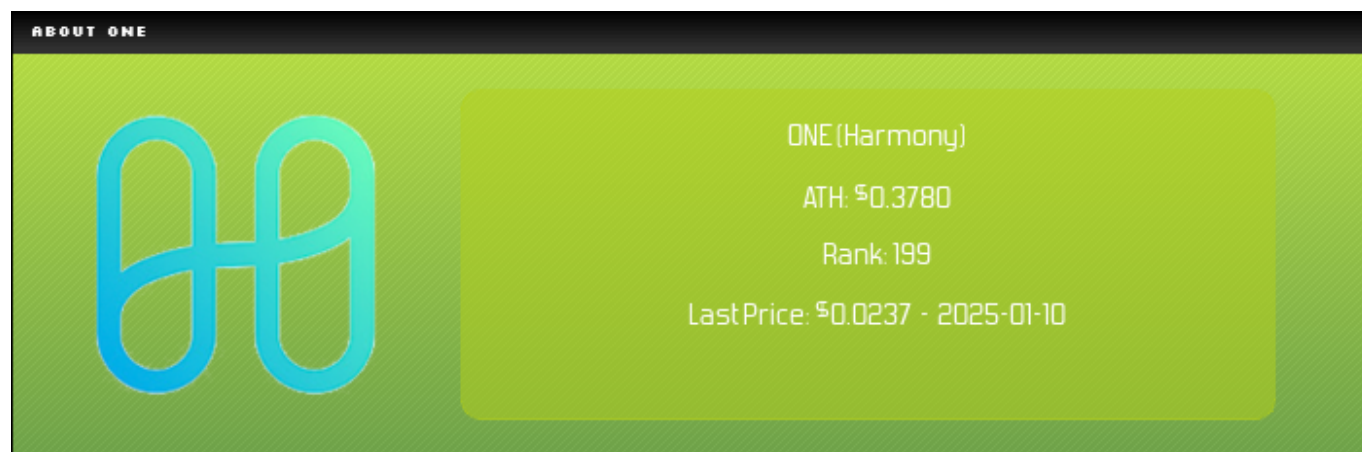 ABOUT ONE
ONE (Harmony)
ATH: $0.3780
Rank: 199
Last Price: $0.0237 - 2025-01-10